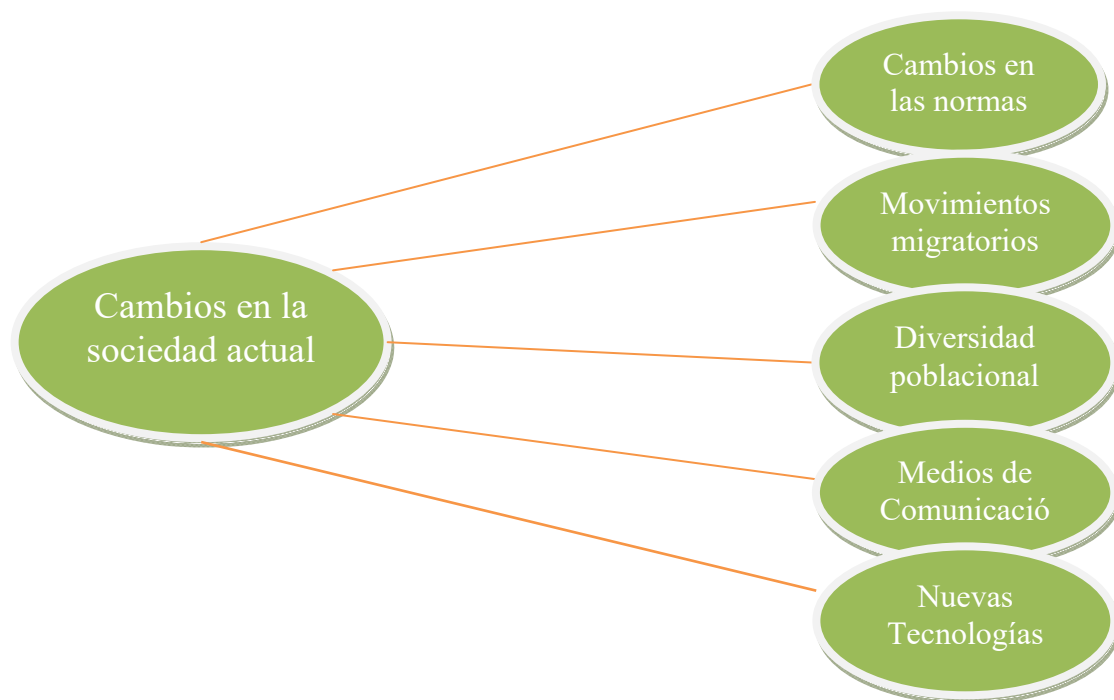 Cambios en
las normas
Movimientos
migratorios
Cambios en la
sociedad actual
Diversidad
poblacional
Medios de
Comunicació
Nuevas
Tecnologías